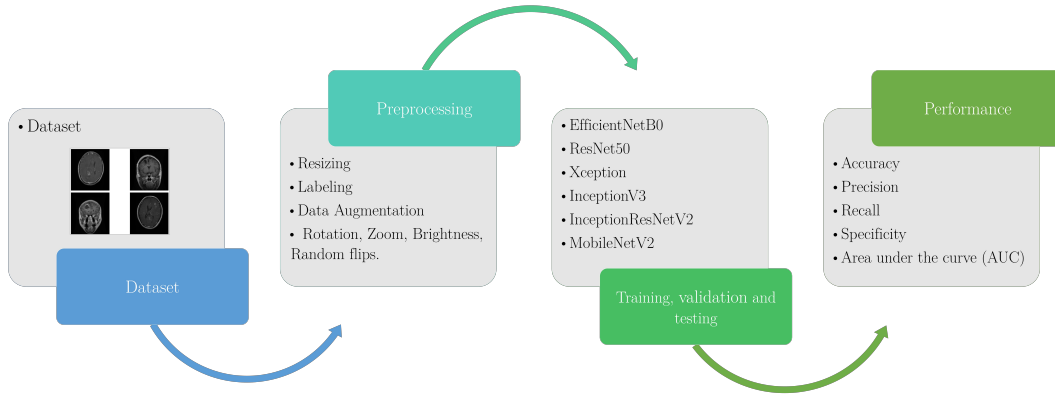 • Dataset
Dataset
Preprocessing
• Resizing
• Labeling
• Data Augmentation
• Rotation, Zoom, Brightness,
Random flips.
• EfficientNetB0
• ResNet50
• Xception
• InceptionV3
• InceptionResNetV2
• MobileNetV2
Training, validation and
testing
Performance
• Accuracy
• Precision
• Recall
• Specificity
• Area under the curve (AUC)